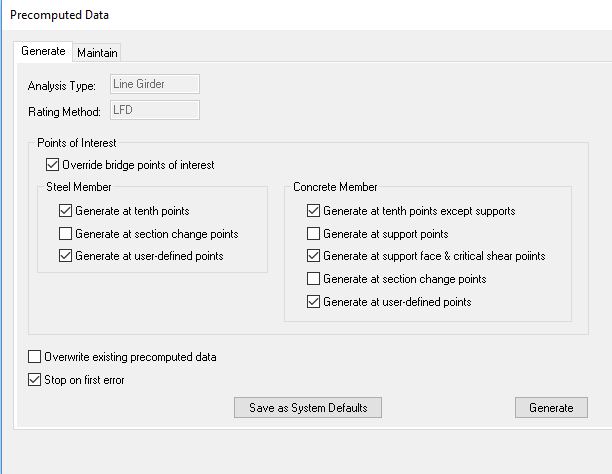 Precomputed Data
Generate
Maintain
Analysis Type: Line Girder
Rating Method: LFD
Points of Interest
Override bridge points of interest
Steel Member
Generate at tenth points
Generate at section change points
Generate at user-defined points
Concrete Member
Generate at tenth points except supports
Generate at support points
Generate at support face & critical shear poiints
Generate at section change points
Generate at user-defined points
Overwrite existing precomputed data
Stop on first error
Save as System Defaults
Generate